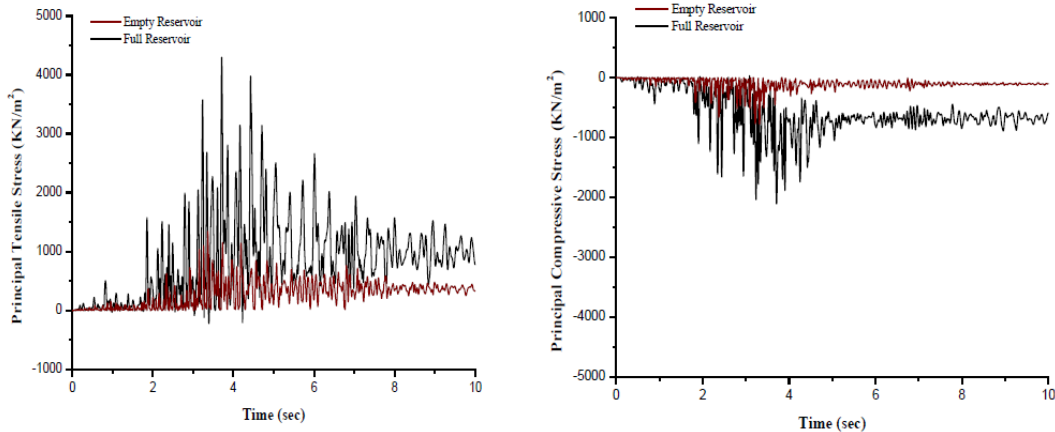 Empty Reservoir
Full Reservoir
Principal Tensile Stress (KN/m²)
5000
4000
3000
2000
1000
0
-1000
0 2 4 6 8 10
Time (sec)
Empty Reservoir
Full Reservoir
Principal Compressive Stress (KN/m²)
1000
0
-1000
-2000
-3000
-4000
-5000
0 2 4 6 8 10
Time (sec)